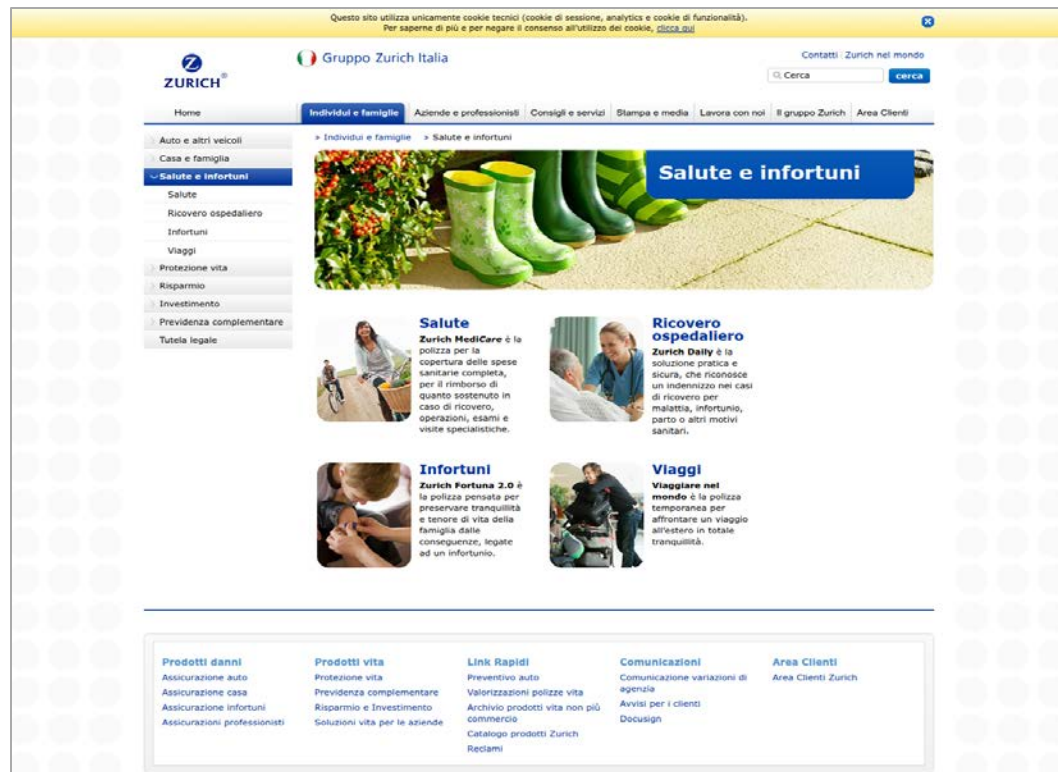 Questo sito utilizza unicamente cookie tecnici (cookie di sessione, analytics e cookie di funzionalità).
Per saperne di più e per negare il consenso all'utilizzo dei cookie, clicca qui
ZURICH®
Gruppo Zurich Italia
Contatti | Zurich nel mondo
Cerca
cerca
Home
Individui e famiglie
Aziende e professionisti
Consigli e servizi
Stampa e media
Lavora con noi
Il gruppo Zurich
Area Clienti
Auto e altri veicoli
Casa e famiglia
Salute e infortuni
Salute
Ricovero ospedaliero
Infortuni
Viaggi
Protezione vita
Risparmio
Investimento
Previdenza complementare
Tutela legale
» Individui e famiglie » Salute e infortuni
Salute e infortuni
Salute
Zurich MediCare è la
polizza per la
copertura delle spese
sanitarie completa,
per il rimborso di
quanto sostenuto in
caso di ricovero,
operazioni, esami e
visite specialistiche.
Ricovero
ospedaliero
Zurich Daily è la
soluzione pratica e
sicura, che riconosce
un indennizzo nei casi
di ricovero per
malattia, infortunio,
parto o altri motivi
sanitari.
Infortuni
Zurich Fortuna 2.0 è
la polizza pensata per
preservare tranquillità
e tenore di vita della
famiglia dalle
conseguenze, legate
ad un infortunio.
Viaggi
Viaggiare nel
mondo è la polizza
temporanea per
affrontare un viaggio
all'estero in totale
tranquillità.
Prodotti danni
Assicurazione auto
Assicurazione casa
Assicurazione infortuni
Assicurazioni professionisti
Prodotti vita
Protezione vita
Previdenza complementare
Risparmio e Investimento
Soluzioni vita per le aziende
Link Rapidi
Preventivo auto
Valorizzazioni polizze vita
Archivio prodotti vita non più
commercio
Catalogo prodotti Zurich
Reclami
Comunicazioni
Comunicazione variazioni di
agenzia
Avvisi per i clienti
Docusign
Area Clienti
Area Clienti Zurich